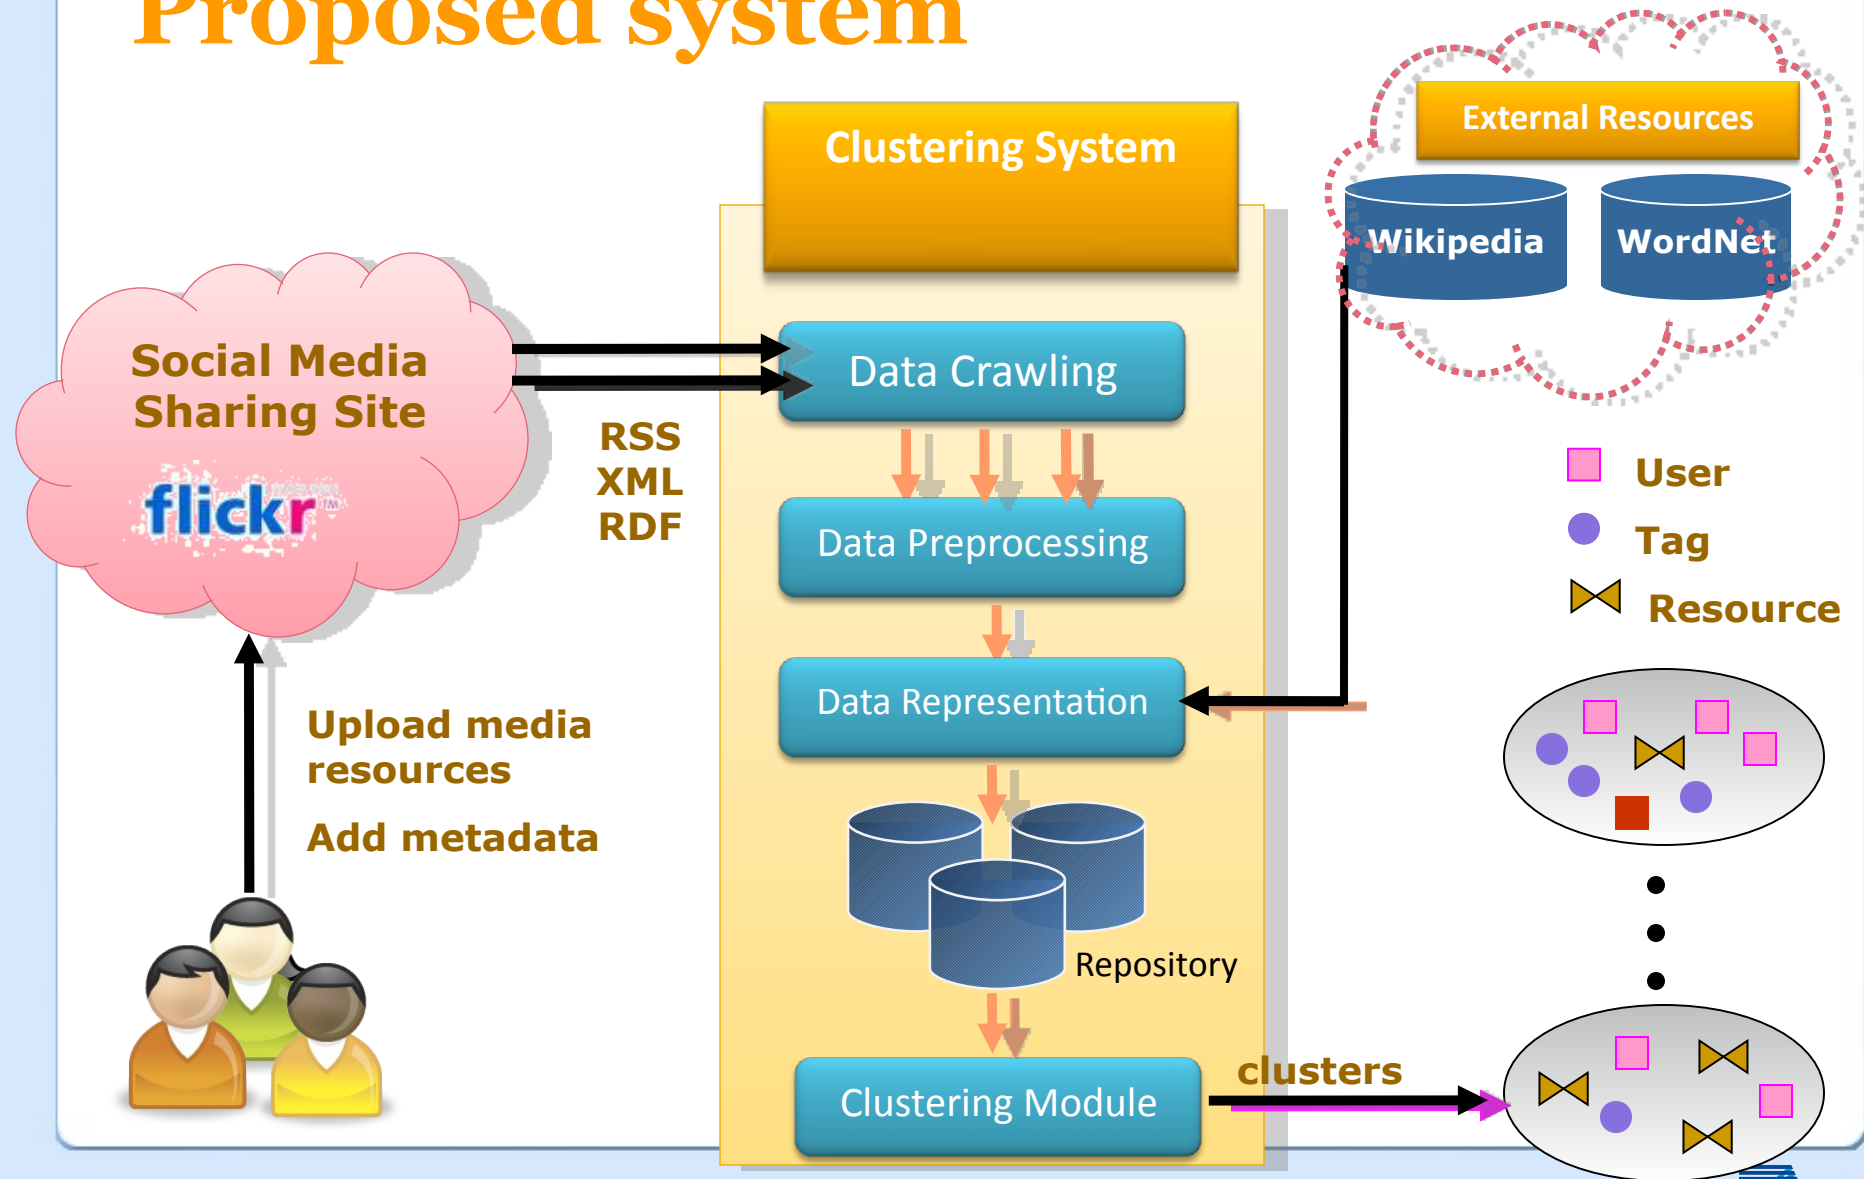 Proposed system
Clustering System
External Resources
Wikipedia
WordNet
Social Media
Sharing Site
flickr
TM
RSS
XML
RDF
Data Crawling
Data Preprocessing
Data Representation
Repository
Clustering Module
clusters
User
Tag
Resource
Upload media
resources
Add metadata